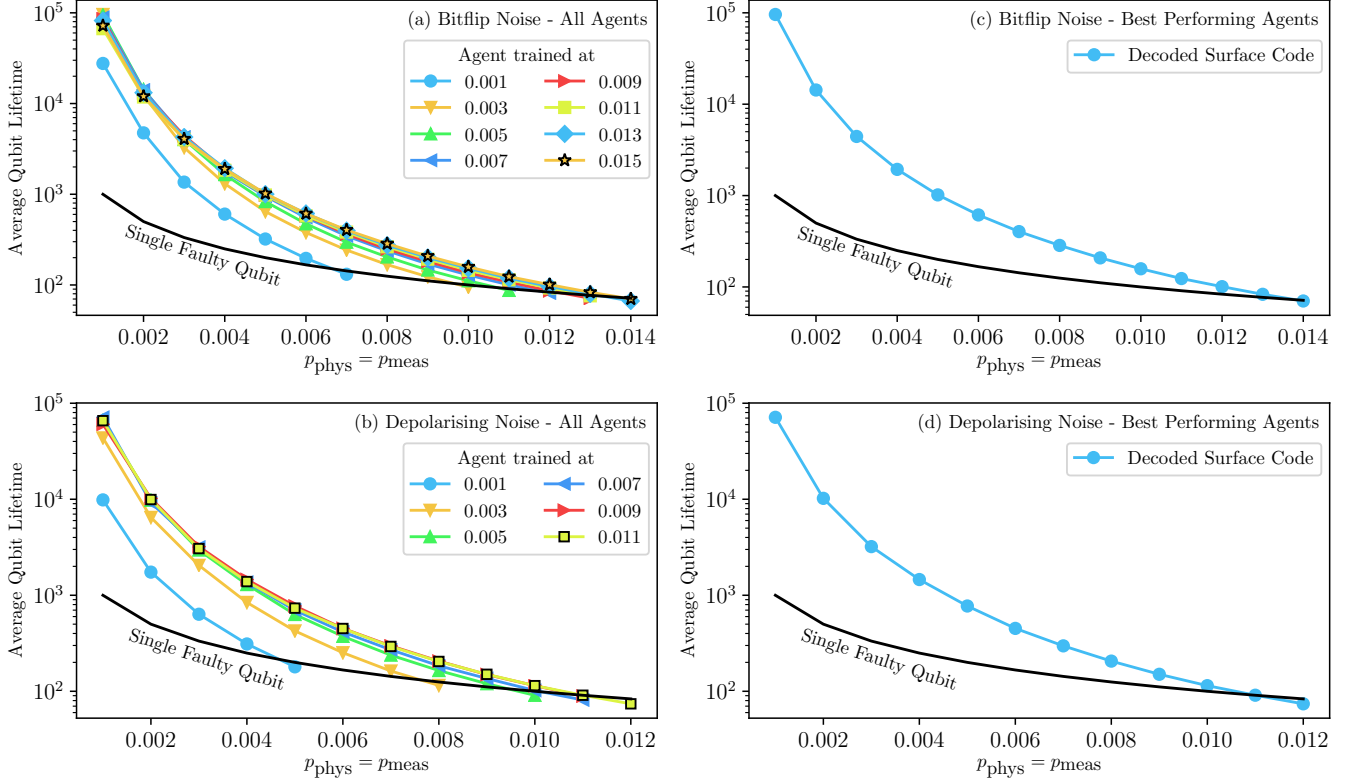 (a) Bitflip Noise - All Agents
Agent trained at
0.001
0.003
0.005
0.007
0.009
0.011
0.013
0.015
Single Faulty Qubit
Average Qubit Lifetime
10^5
10^4
10^3
10^2
0.002 0.004 0.006 0.008 0.010 0.012 0.014
p_phys = p_meas
(c) Bitflip Noise - Best Performing Agents
Decoded Surface Code
Single Faulty Qubit
Average Qubit Lifetime
10^5
10^4
10^3
10^2
0.002 0.004 0.006 0.008 0.010 0.012 0.014
p_phys = p_meas
(b) Depolarising Noise - All Agents
Agent trained at
0.001
0.003
0.005
0.007
0.009
0.011
Single Faulty Qubit
Average Qubit Lifetime
10^5
10^4
10^3
10^2
0.002 0.004 0.006 0.008 0.010 0.012
p_phys = p_meas
(d) Depolarising Noise - Best Performing Agents
Decoded Surface Code
Single Faulty Qubit
Average Qubit Lifetime
10^5
10^4
10^3
10^2
0.002 0.004 0.006 0.008 0.010 0.012
p_phys = p_meas